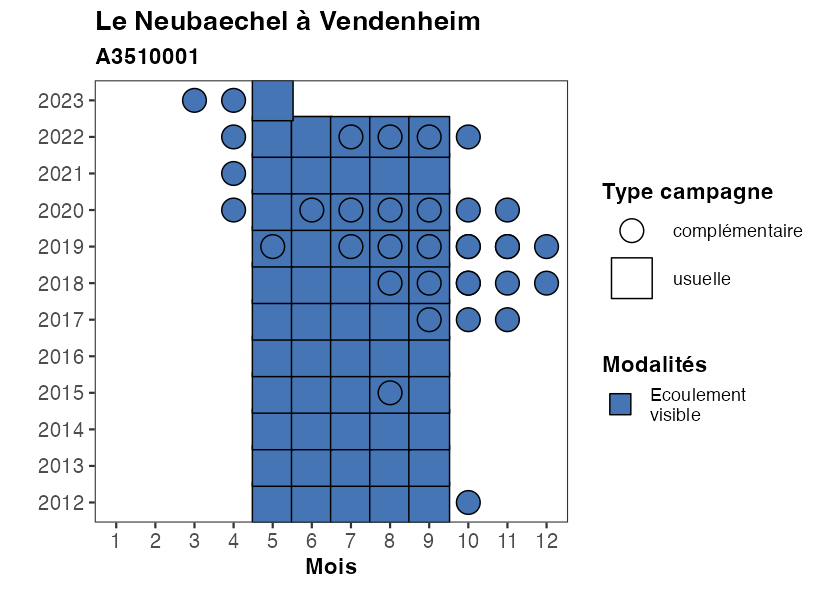 Le Neubaechel à Vendenheim
A3510001
2023
2022
2021
2020
2019
2018
2017
2016
2015
2014
2013
2012
1 2 3 4 5 6 7 8 9 10 11 12
Mois
Type campagne
complémentaire
usuelle
Modalités
Ecoulement
visible